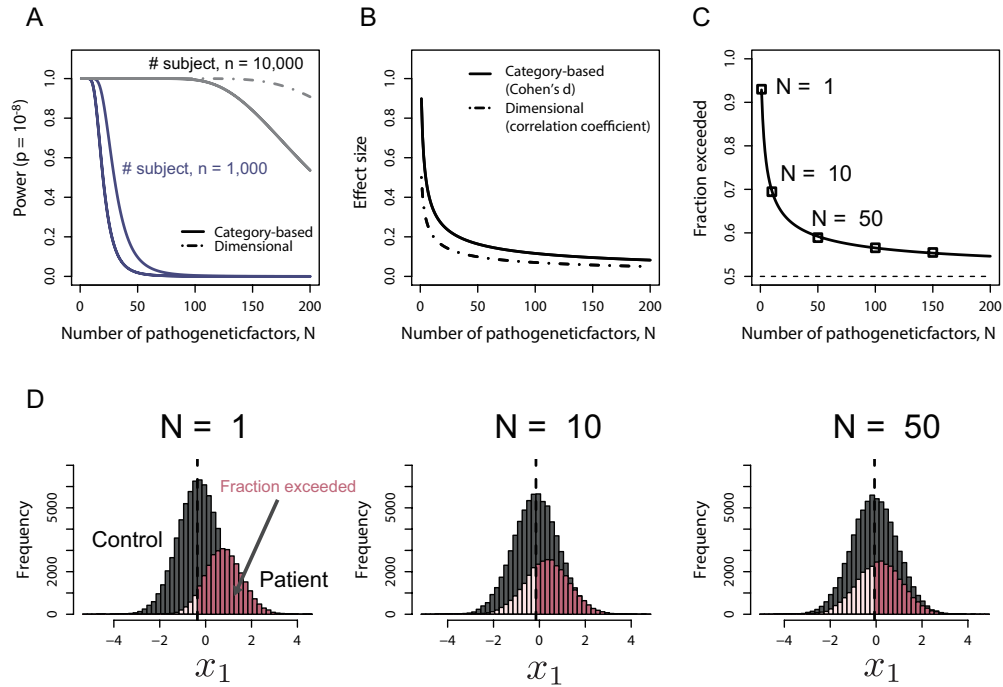 A
# subject, n = 10,000
# subject, n = 1,000
Category-based
Dimensional
Power (p = 10-8)
0.0
0.2
0.4
0.6
0.8
1.0
0
50
100
150
200
Number of pathogeneticfactors, N
B
Category-based
(Cohen's d)
Dimensional
(correlation coefficient)
Effect size
0.0
0.2
0.4
0.6
0.8
1.0
0
50
100
150
200
Number of pathogeneticfactors, N
C
N = 1
N = 10
N = 50
Fraction exceeded
0.5
0.6
0.7
0.8
0.9
1.0
0
50
100
150
200
Number of pathogeneticfactors, N
D
N = 1
Fraction exceeded
Control
Patient
Frequency
0
2000
5000
−4
−2
0
2
4
x1
N = 10
Frequency
0
2000
5000
−4
−2
0
2
4
x1
N = 50
Frequency
0
2000
5000
−4
−2
0
2
4
x1